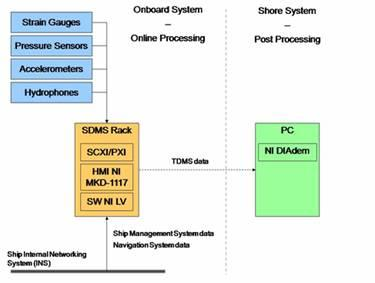 Onboard System
–
Online Processing
Shore System
–
Post Processing
Strain Gauges
Pressure Sensors
Accelerometers
Hydrophones
SDMS Rack
SCXI/PXI
HMI NI
MKD-1117
SW NI LV
TDMS data
PC
NI DIAdem
Ship Management System data
Navigation System data
Ship Internal Networking
System (INS)